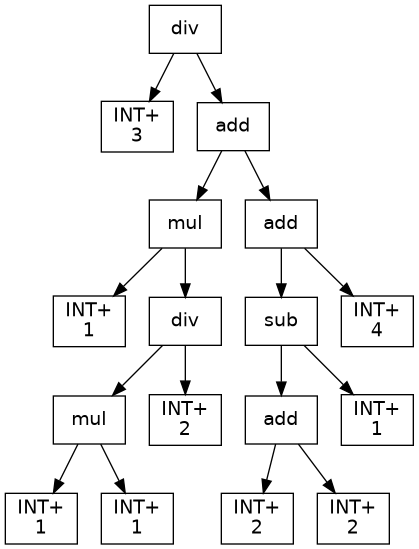 div
INT+
3
add
mul
add
INT+
1
div
sub
INT+
4
mul
INT+
2
add
INT+
1
INT+
1
INT+
1
INT+
2
INT+
2